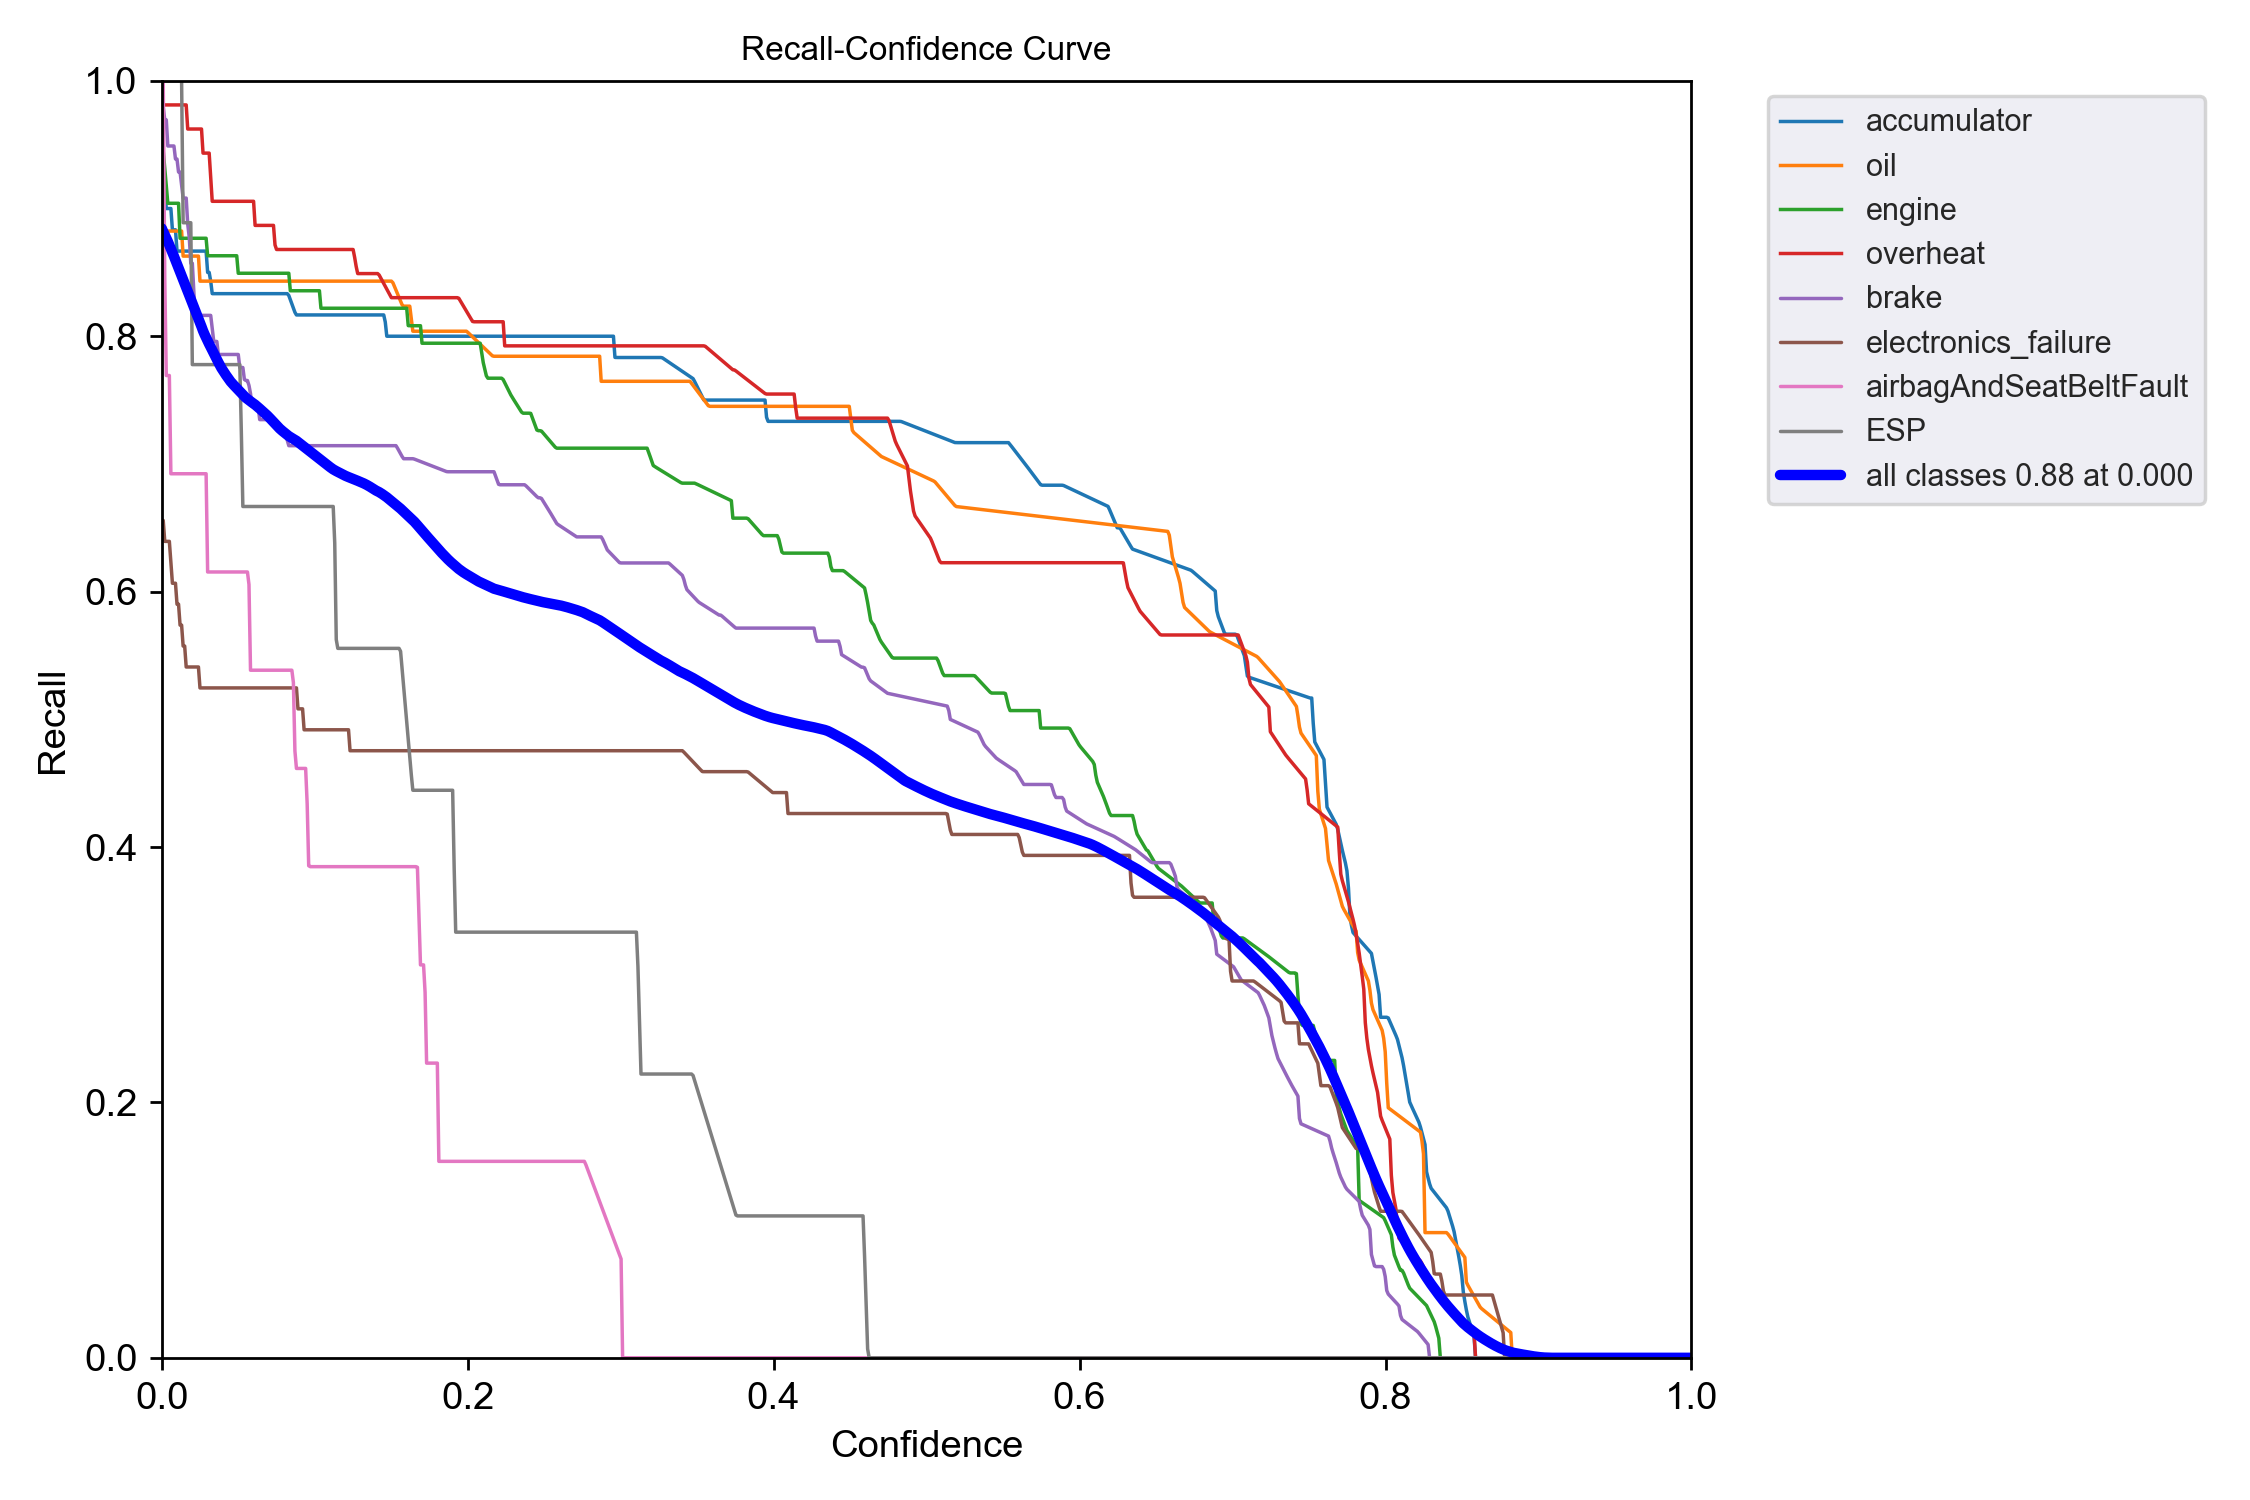 Recall-Confidence Curve
1.0
0.8
0.6
0.4
0.2
0.0
Recall
0.0 0.2 0.4 0.6 0.8 1.0
Confidence
accumulator
oil
engine
overheat
brake
electronics_failure
airbagAndSeatBeltFault
ESP
all classes 0.88 at 0.000